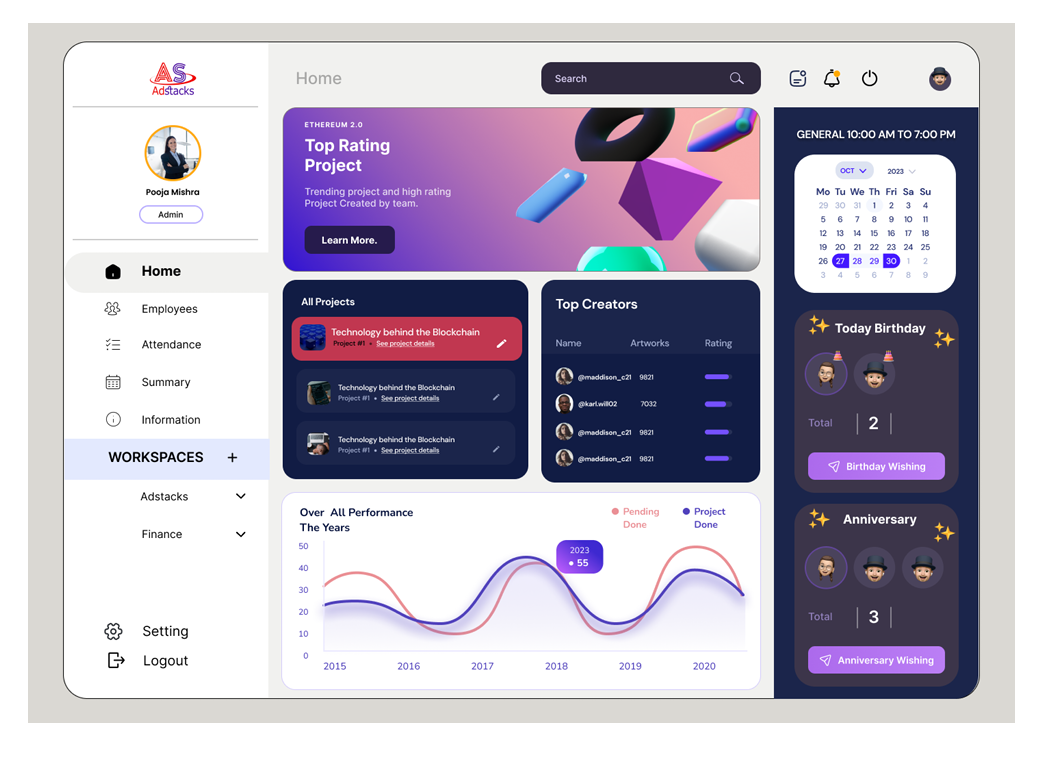 AS
Adstacks
Pooja Mishra
Admin
Home
Employees
Attendance
Summary
Information
WORKSPACES +
Adstacks
Finance
Setting
Logout
Home
Search
ETHEREUM 2.0
Top Rating
Project
Trending project and high rating
Project Created by team.
Learn More.
All Projects
Technology behind the Blockchain
Project #1 • See project details
Technology behind the Blockchain
Project #1 • See project details
Technology behind the Blockchain
Project #1 • See project details
Top Creators
Name Artworks Rating
@maddison_c21 9821
@karl.will02 7032
@maddison_c21 9821
@maddison_c21 9821
Over All Performance
The Years
Pending
Done
Project
Done
50
40
30
20
10
0
2023
55
2015 2016 2017 2018 2019 2020
GENERAL 10:00 AM TO 7:00 PM
OCT 2023
Mo Tu We Th Fri Sa Su
29 30 31 1 2 3 4
5 6 7 8 9 10 11
12 13 14 15 16 17 18
19 20 21 22 23 24 25
26 27 28 29 30 1 2
3 4 5 6 7 8 9
Today Birthday
Total 2
Birthday Wishing
Anniversary
Total 3
Anniversary Wishing